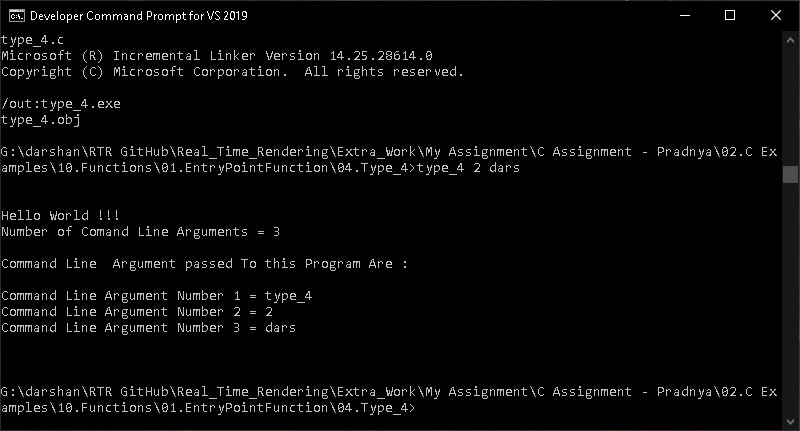 Developer Command Prompt for VS 2019
type_4.c
Microsoft (R) Incremental Linker Version 14.25.28614.0
Copyright (C) Microsoft Corporation.  All rights reserved.
/out:type_4.exe
type_4.obj
G:\darshan\RTR GitHub\Real_Time_Rendering\Extra_Work\My Assignment\C Assignment - Pradnya\02.C Ex
amples\10.Functions\01.EntryPointFunction\04.Type_4>type_4 2 dars
Hello World !!!
Number of Comand Line Arguments = 3
Command Line  Argument passed To this Program Are :
Command Line Argument Number 1 = type_4
Command Line Argument Number 2 = 2
Command Line Argument Number 3 = dars
G:\darshan\RTR GitHub\Real_Time_Rendering\Extra_Work\My Assignment\C Assignment - Pradnya\02.C Ex
amples\10.Functions\01.EntryPointFunction\04.Type_4>